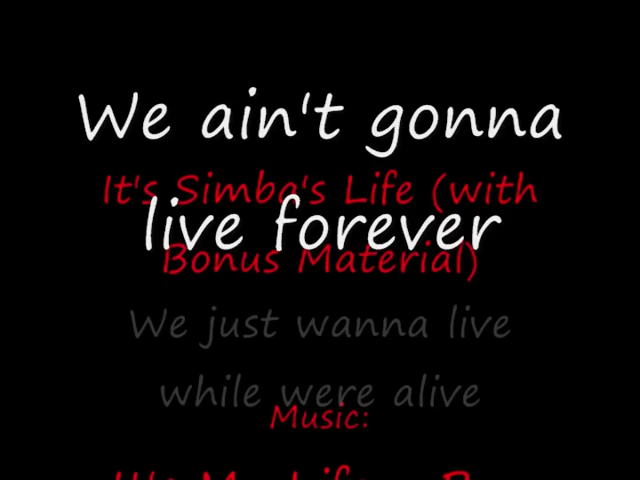 We ain't gonna
It's Simba's Life (with
live forever
Bonus Material)
We just wanna live
while were alive
Music: